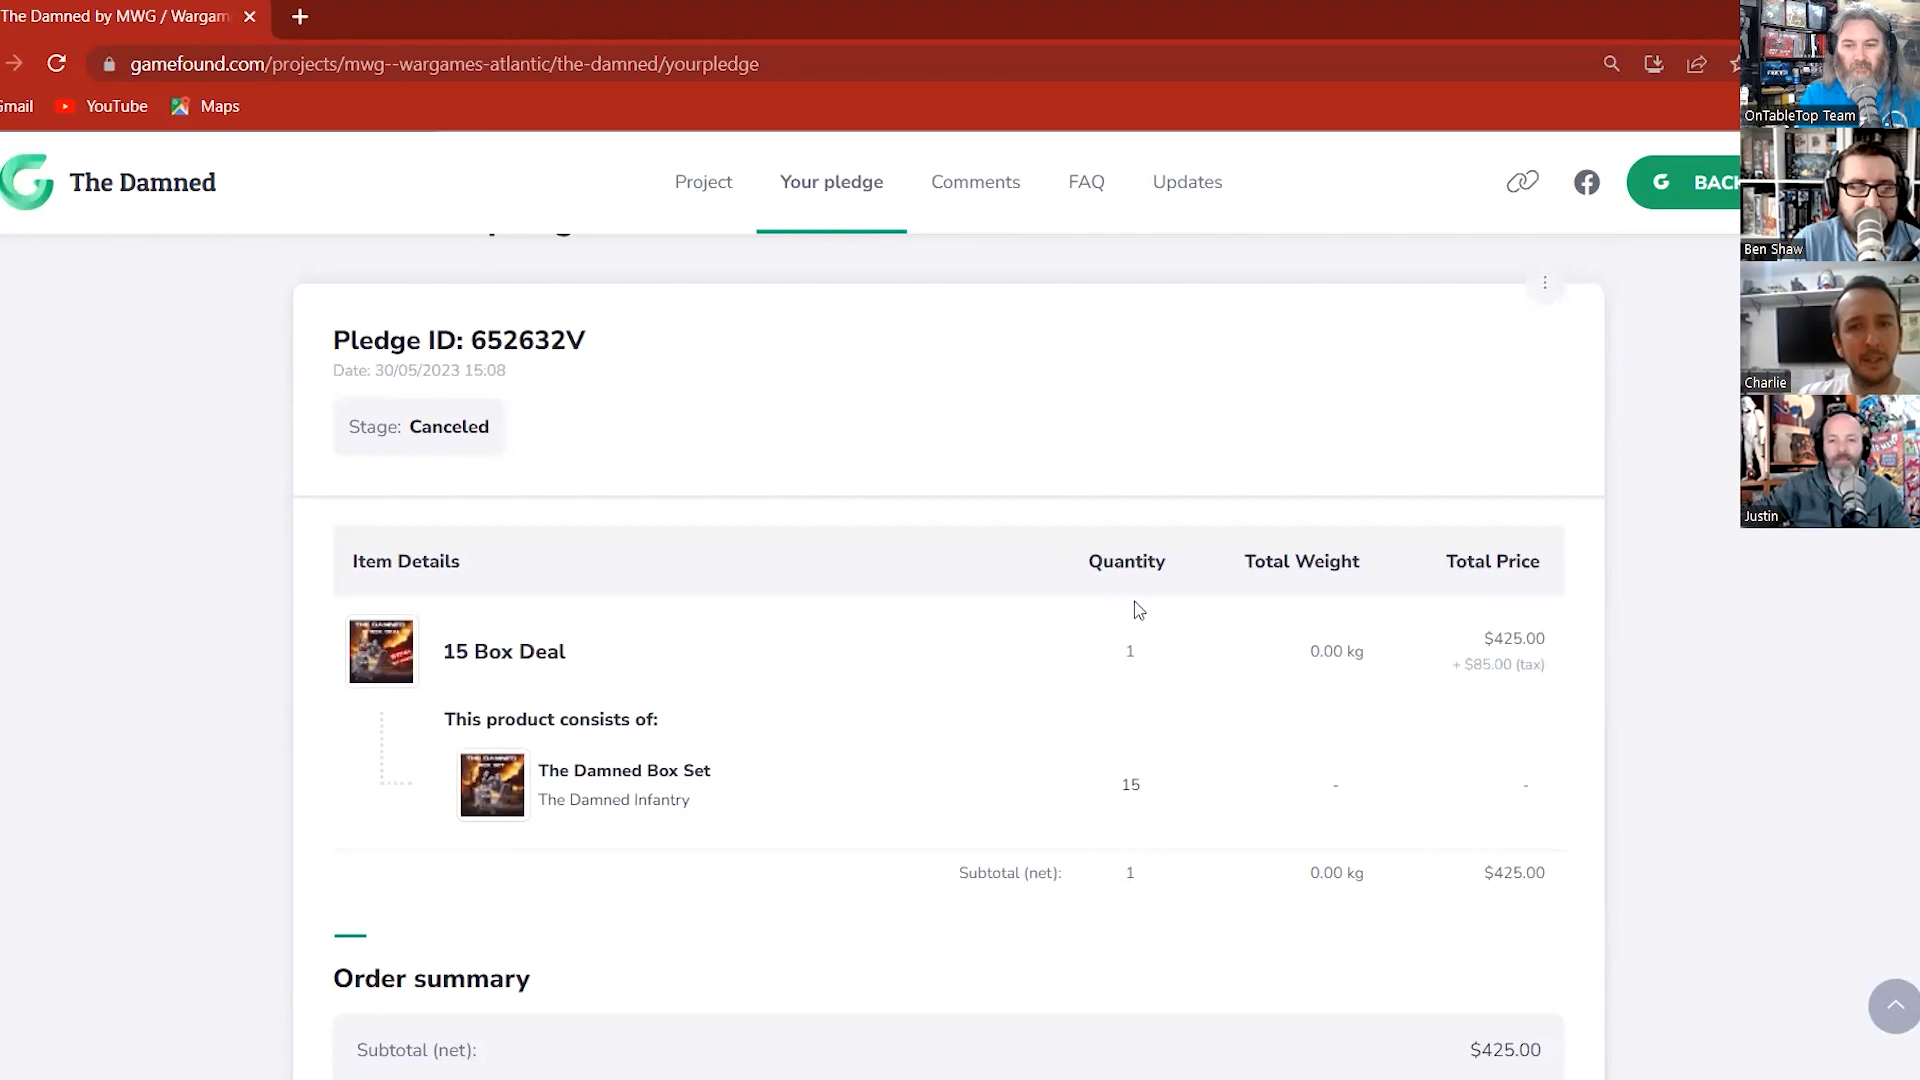 The Damned by MWG / Wargam
gamefound.com/projects/mwg--wargames-atlantic/the-damned/yourpledge
Gmail YouTube Maps
The Damned
Project Your pledge Comments FAQ Updates
BACK
OnTableTop Team
Ben Shaw
Charlie
Justin
Pledge ID: 652632V
Date: 30/05/2023 15:08
Stage: Canceled
Item Details Quantity Total Weight Total Price
15 Box Deal 1 0.00 kg $425.00
+ $85.00 (tax)
This product consists of:
The Damned Box Set
The Damned Infantry
15 - -
Subtotal (net): 1 0.00 kg $425.00
Order summary
Subtotal (net): $425.00